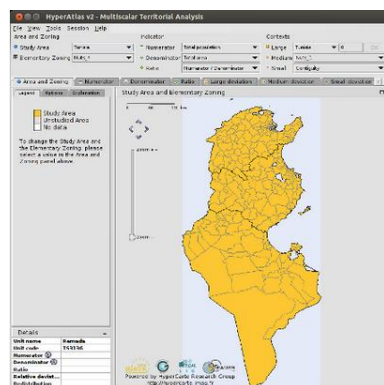 HyperAtlas v2 - Multiscalar Territorial Analysis
File View Tools Session Help
Area and Zoning Indicator Contexts
Study Area Tunisia Numerator Total population Large Tunisia
Elementary Zoning Denominator Total area Medium
Ratio Numerator / Denominator Small Contiguity
Area and Zoning Numerator Denominator Ratio Large deviation Medium deviation Small deviation
Legend Options Explanation
Study Area and Elementary Zoning
Study Area
Unstudied Area
No data
To change the Study Area and
the Elementary Zoning, please
select a value in the Area and
Zoning panel above.
Details
Unit name Remada
Unit code
Numerator
Denominator
Ratio
Relative deviat...
Redistribution
Powered by HyperCarte Research Group
http://hypercarte.imag.fr